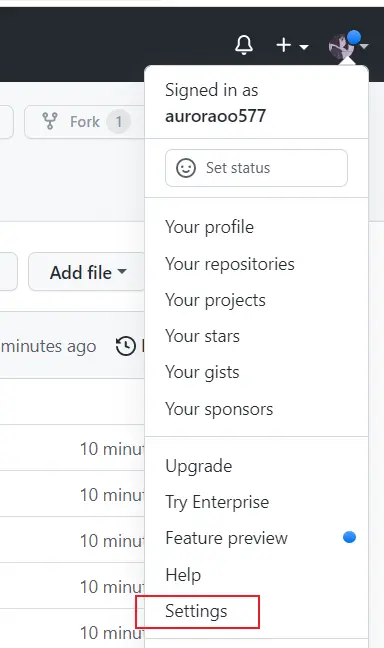 Signed in as
auroraoo577
Fork 1
Set status
Your profile
Your repositories
Add file
Your projects
Your stars
minutes ago
Your gists
Your sponsors
10 minut
Upgrade
10 minut
Try Enterprise
10 minut
Feature preview
Help
10 minut
Settings
10 minut